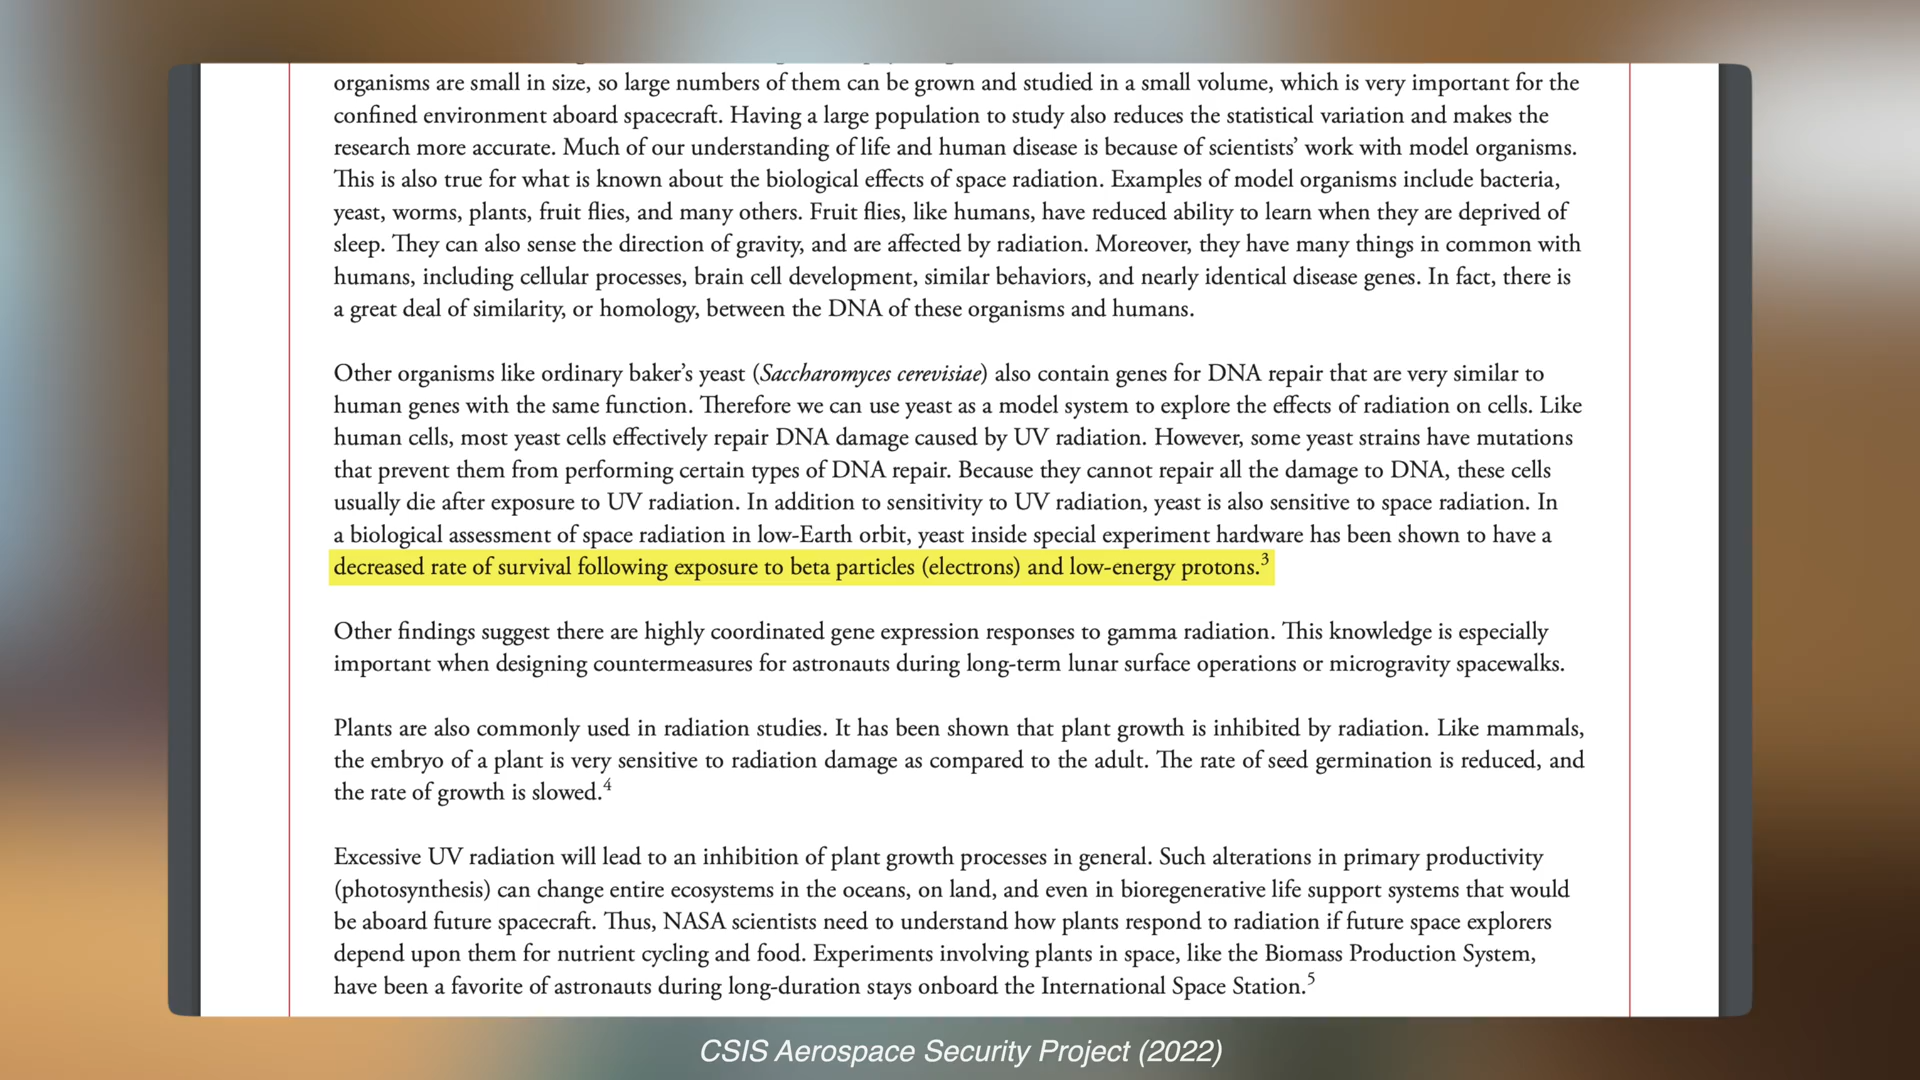 organisms are small in size, so large numbers of them can be grown and studied in a small volume, which is very important for the
confined environment aboard spacecraft. Having a large population to study also reduces the statistical variation and makes the
research more accurate. Much of our understanding of life and human disease is because of scientists’ work with model organisms.
This is also true for what is known about the biological effects of space radiation. Examples of model organisms include bacteria,
yeast, worms, plants, fruit flies, and many others. Fruit flies, like humans, have reduced ability to learn when they are deprived of
sleep. They can also sense the direction of gravity, and are affected by radiation. Moreover, they have many things in common with
humans, including cellular processes, brain cell development, similar behaviors, and nearly identical disease genes. In fact, there is
a great deal of similarity, or homology, between the DNA of these organisms and humans.
Other organisms like ordinary baker’s yeast (Saccharomyces cerevisiae) also contain genes for DNA repair that are very similar to
human genes with the same function. Therefore we can use yeast as a model system to explore the effects of radiation on cells. Like
human cells, most yeast cells effectively repair DNA damage caused by UV radiation. However, some yeast strains have mutations
that prevent them from performing certain types of DNA repair. Because they cannot repair all the damage to DNA, these cells
usually die after exposure to UV radiation. In addition to sensitivity to UV radiation, yeast is also sensitive to space radiation. In
a biological assessment of space radiation in low-Earth orbit, yeast inside special experiment hardware has been shown to have a
decreased rate of survival following exposure to beta particles (electrons) and low-energy protons.3
Other findings suggest there are highly coordinated gene expression responses to gamma radiation. This knowledge is especially
important when designing countermeasures for astronauts during long-term lunar surface operations or microgravity spacewalks.
Plants are also commonly used in radiation studies. It has been shown that plant growth is inhibited by radiation. Like mammals,
the embryo of a plant is very sensitive to radiation damage as compared to the adult. The rate of seed germination is reduced, and
the rate of growth is slowed.4
Excessive UV radiation will lead to an inhibition of plant growth processes in general. Such alterations in primary productivity
(photosynthesis) can change entire ecosystems in the oceans, on land, and even in bioregenerative life support systems that would
be aboard future spacecraft. Thus, NASA scientists need to understand how plants respond to radiation if future space explorers
depend upon them for nutrient cycling and food. Experiments involving plants in space, like the Biomass Production System,
have been a favorite of astronauts during long-duration stays onboard the International Space Station.5
CSIS Aerospace Security Project (2022)